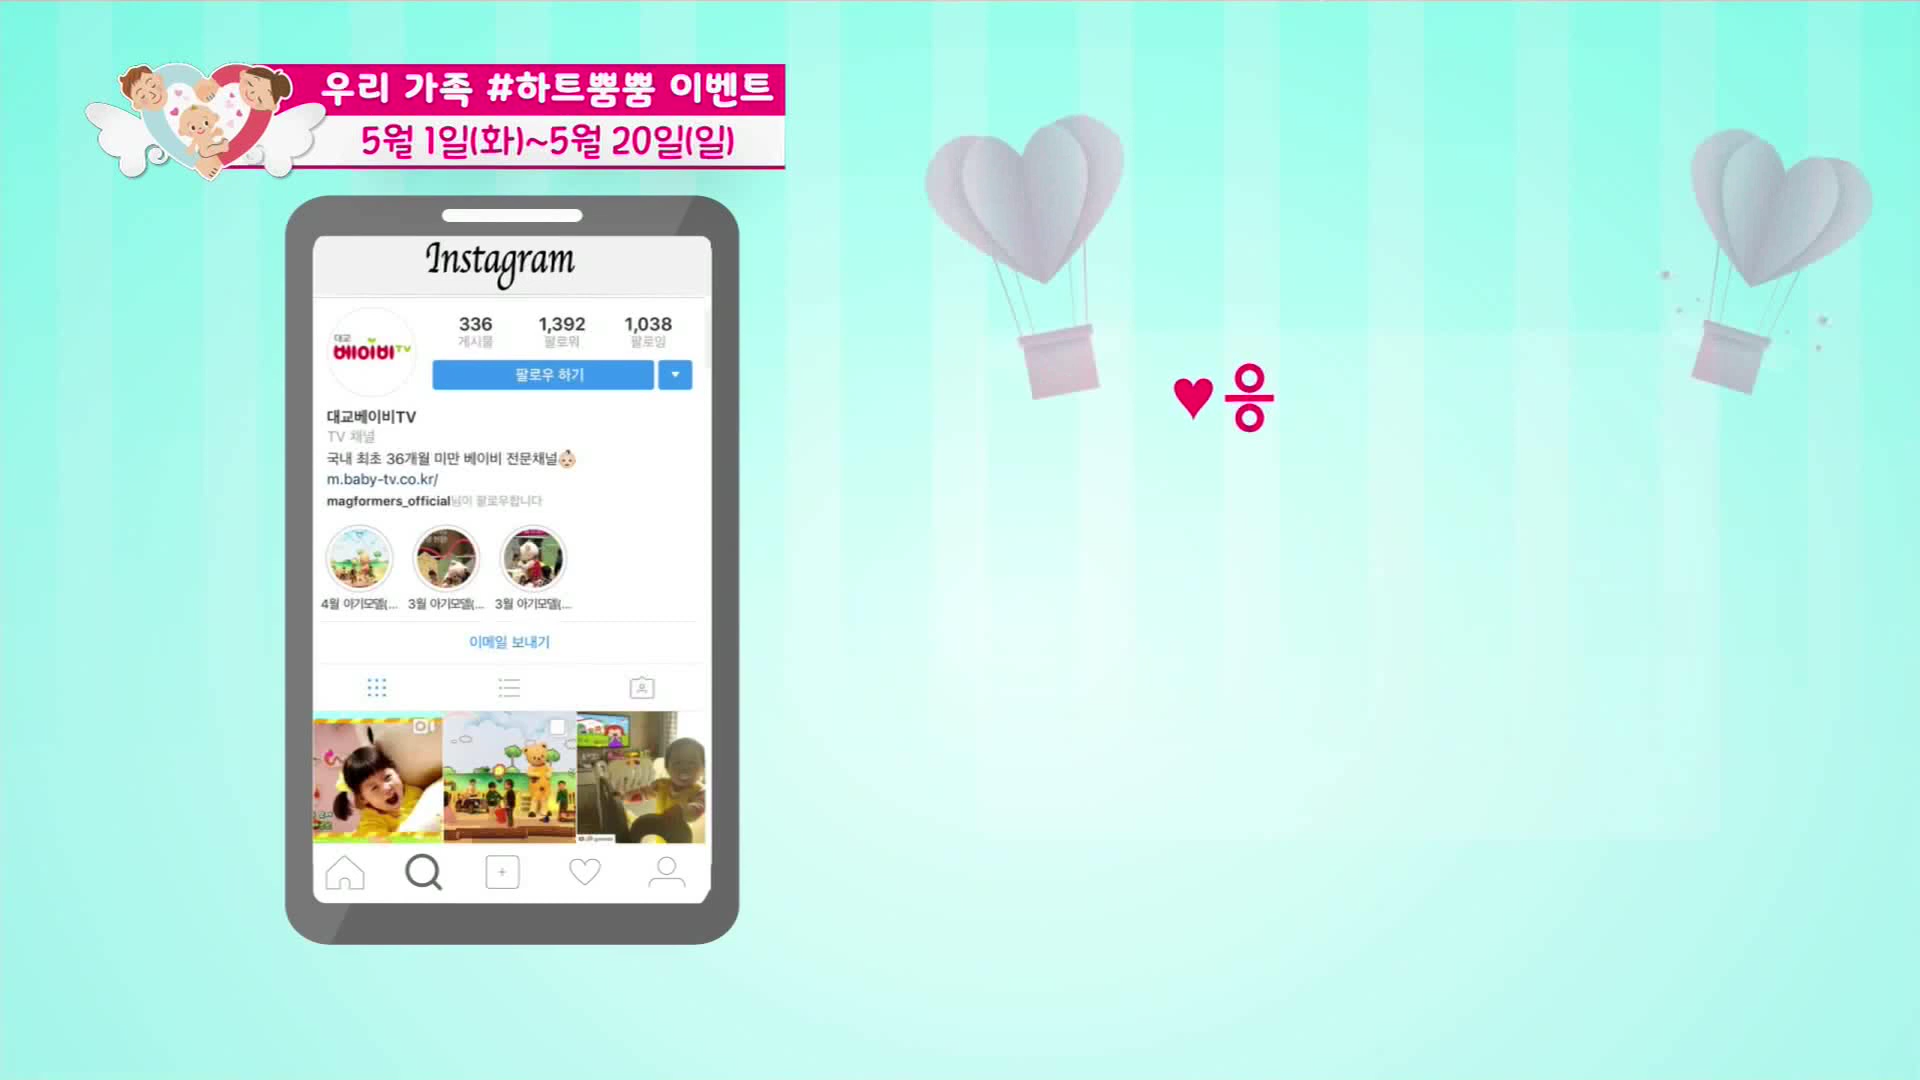 우리 가족 #하트뿜뿜 이벤트
5월 1일(화)~5월 20일(일)
Instagram
대교
베이비TV
336 1,392 1,038
게시물 팔로워 팔로잉
팔로우 하기
대교베이비TV
TV 채널
국내 최초 36개월 미만 베이비 전문채널
m.baby-tv.co.kr/
magformers_official님이 팔로우합니다
4월 아기모델(... 3월 아기모델(... 3월 아기모델(...
이메일 보내기
♥응